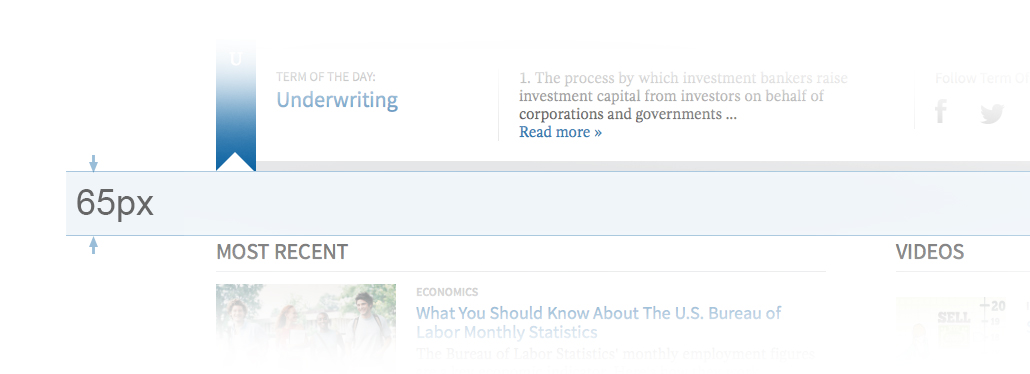 U
TERM OF THE DAY:
Underwriting
1. The process by which investment bankers raise
investment capital from investors on behalf of
corporations and governments ...
Read more »
Follow Term Of
65px
MOST RECENT
VIDEOS
ECONOMICS
What You Should Know About The U.S. Bureau of
Labor Monthly Statistics
The Bureau of Labor Statistics' monthly employment figures
SELL
20